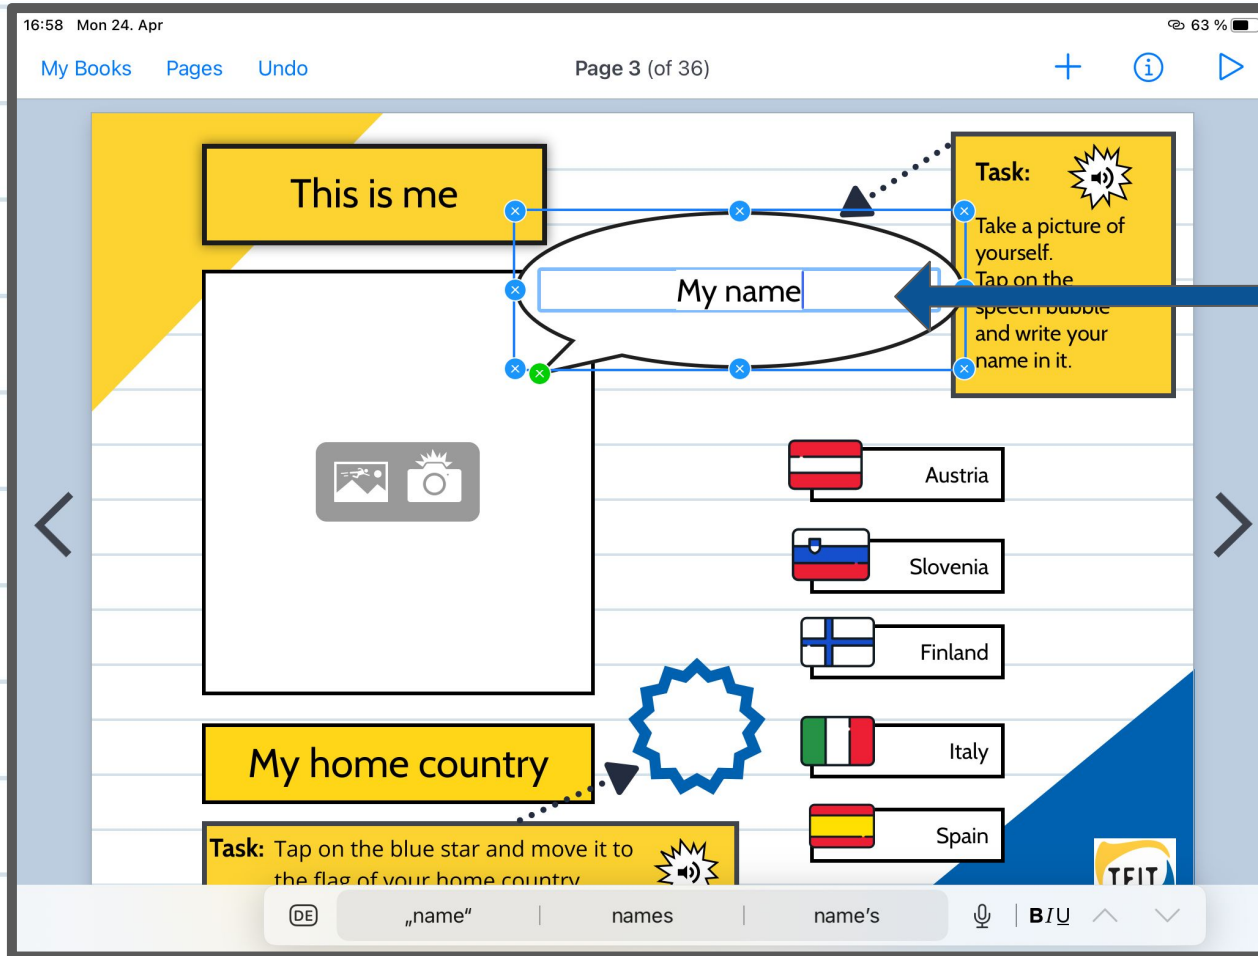 16:58 Mon 24. Apr
63 %
My Books Pages Undo
Page 3 (of 36)
This is me
My name
Task:
Take a picture of
yourself.
Tap on the
speech bubble
and write your
name in it.
Austria
Slovenia
Finland
Italy
Spain
My home country
Task: Tap on the blue star and move it to
the flag of your home country
TEIT
DE
„name“ names name's
BIU